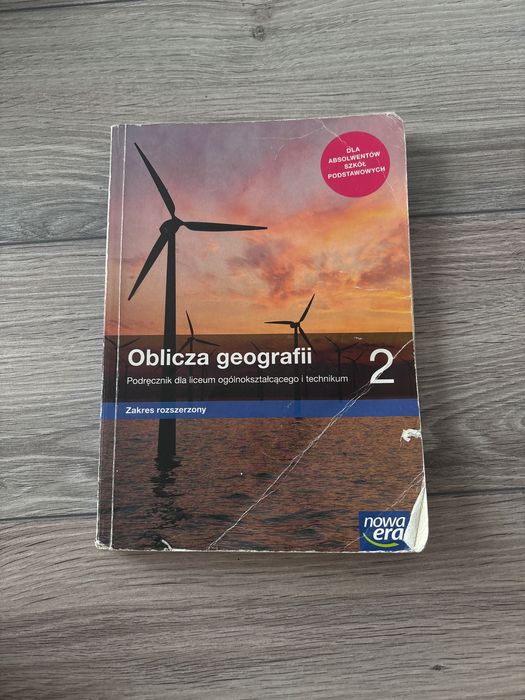 DLA
ABSOLWENTÓW
SZKÓŁ
PODSTAWOWYCH
Oblicza geografii 2
Podręcznik dla liceum ogólnokształcącego i technikum
Zakres rozszerzony
nowa
era